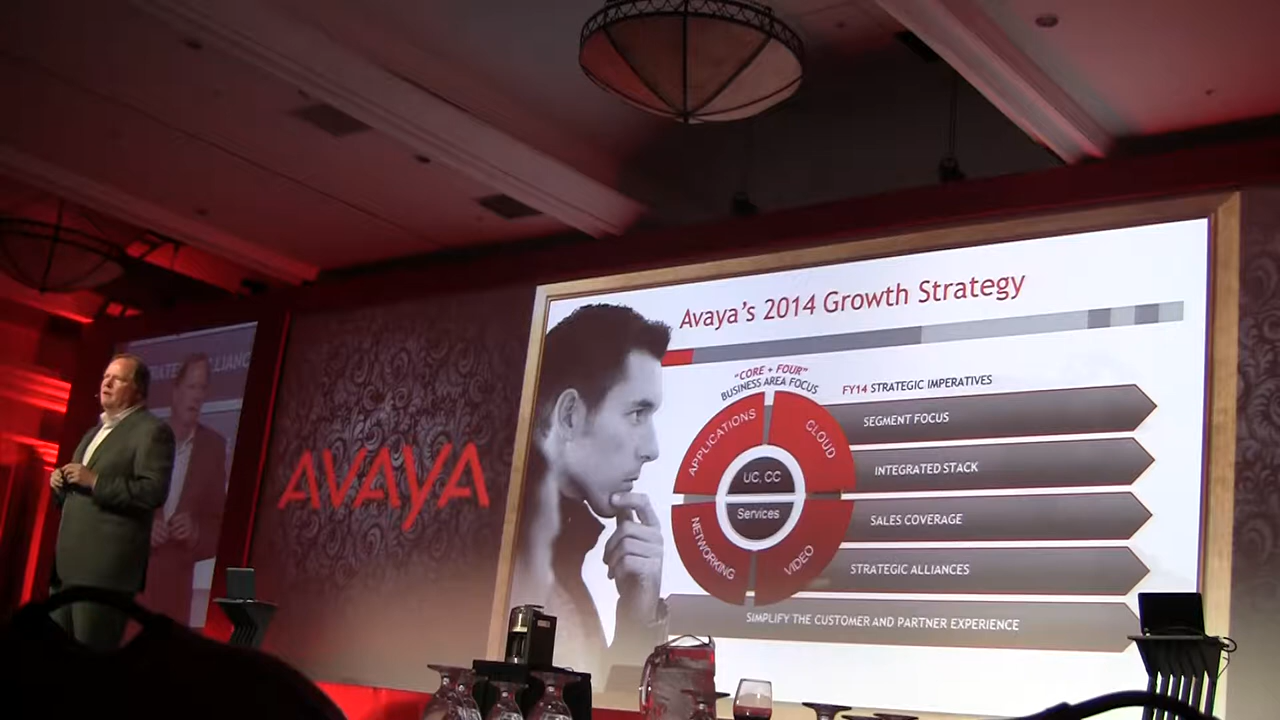 Avaya's 2014 Growth Strategy
"CORE + FOUR"
BUSINESS AREA FOCUS
FY14 STRATEGIC IMPERATIVES
APPLICATIONS
CLOUD
UC, CC
Services
NETWORKING
VIDEO
SEGMENT FOCUS
INTEGRATED STACK
SALES COVERAGE
STRATEGIC ALLIANCES
SIMPLIFY THE CUSTOMER AND PARTNER EXPERIENCE
AVAYA